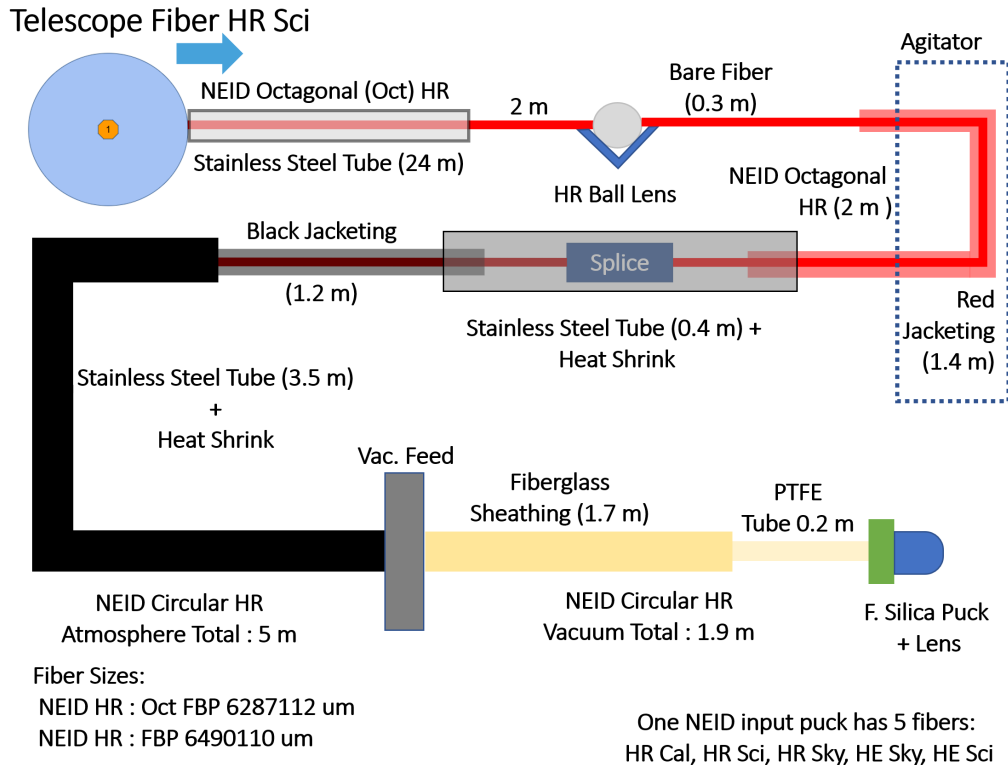 Telescope Fiber HR Sci
1
NEID Octagonal (Oct) HR
Stainless Steel Tube (24 m)
2 m
HR Ball Lens
Bare Fiber
(0.3 m)
Agitator
NEID Octagonal
HR (2 m )
Red
Jacketing
(1.4 m)
Splice
Stainless Steel Tube (0.4 m) +
Heat Shrink
Black Jacketing
(1.2 m)
Stainless Steel Tube (3.5 m)
+
Heat Shrink
Vac. Feed
Fiberglass
Sheathing (1.7 m)
PTFE
Tube 0.2 m
NEID Circular HR
Atmosphere Total : 5 m
NEID Circular HR
Vacuum Total : 1.9 m
F. Silica Puck
+ Lens
Fiber Sizes:
NEID HR : Oct FBP 6287112 um
NEID HR : FBP 6490110 um
One NEID input puck has 5 fibers:
HR Cal, HR Sci, HR Sky, HE Sky, HE Sci